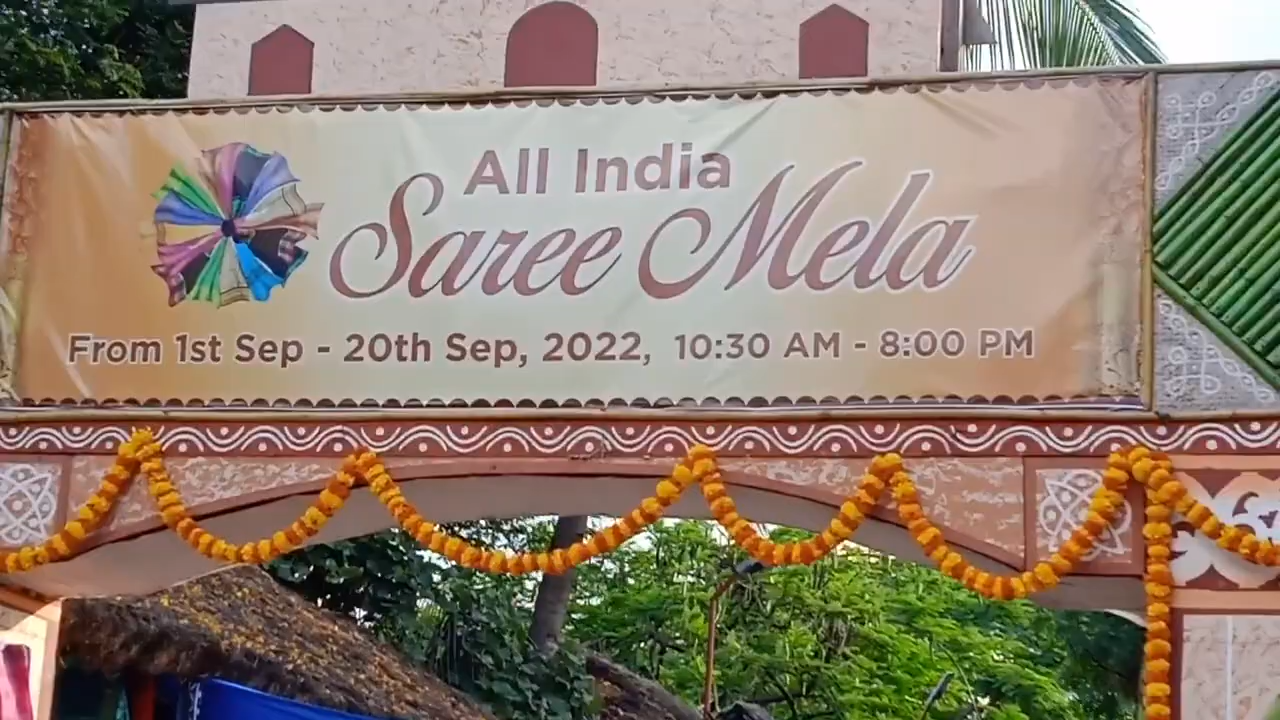 All India
Saree Mela
From 1st Sep - 20th Sep, 2022, 10:30 AM - 8:00 PM